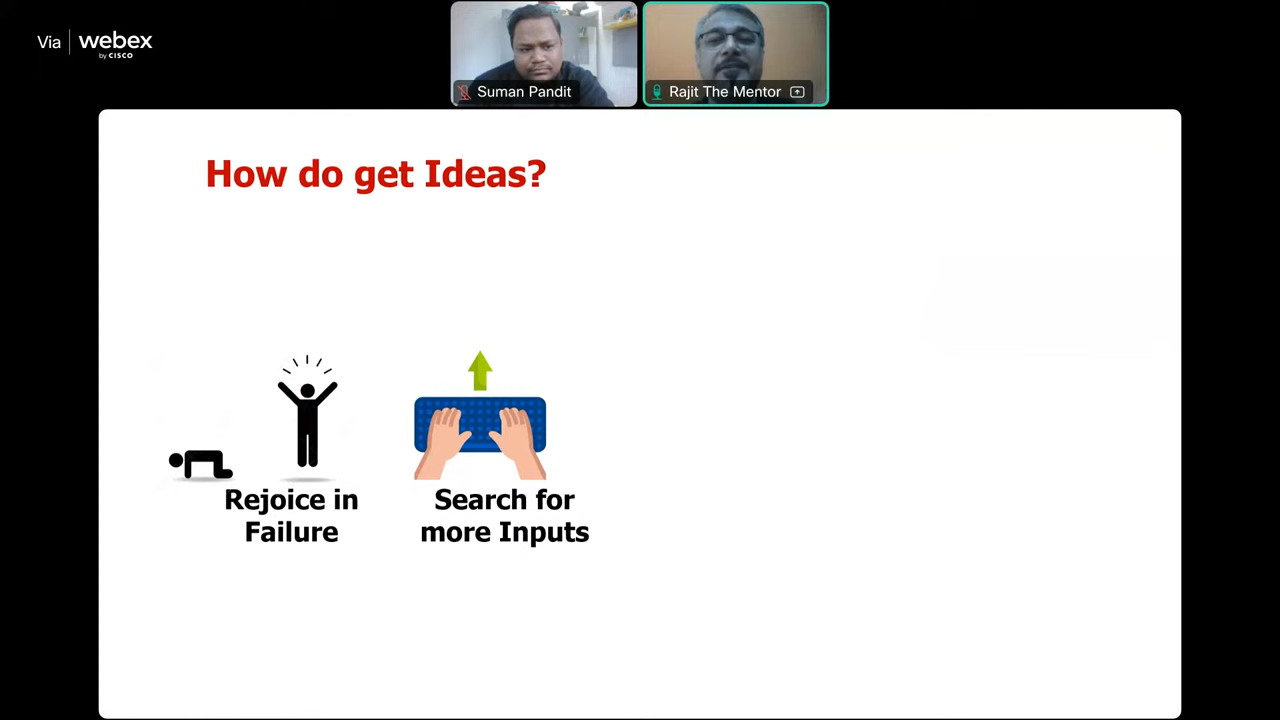 Via webex
by CISCO
Suman Pandit
Rajit The Mentor
How do get Ideas?
Rejoice in
Failure
Search for
more Inputs